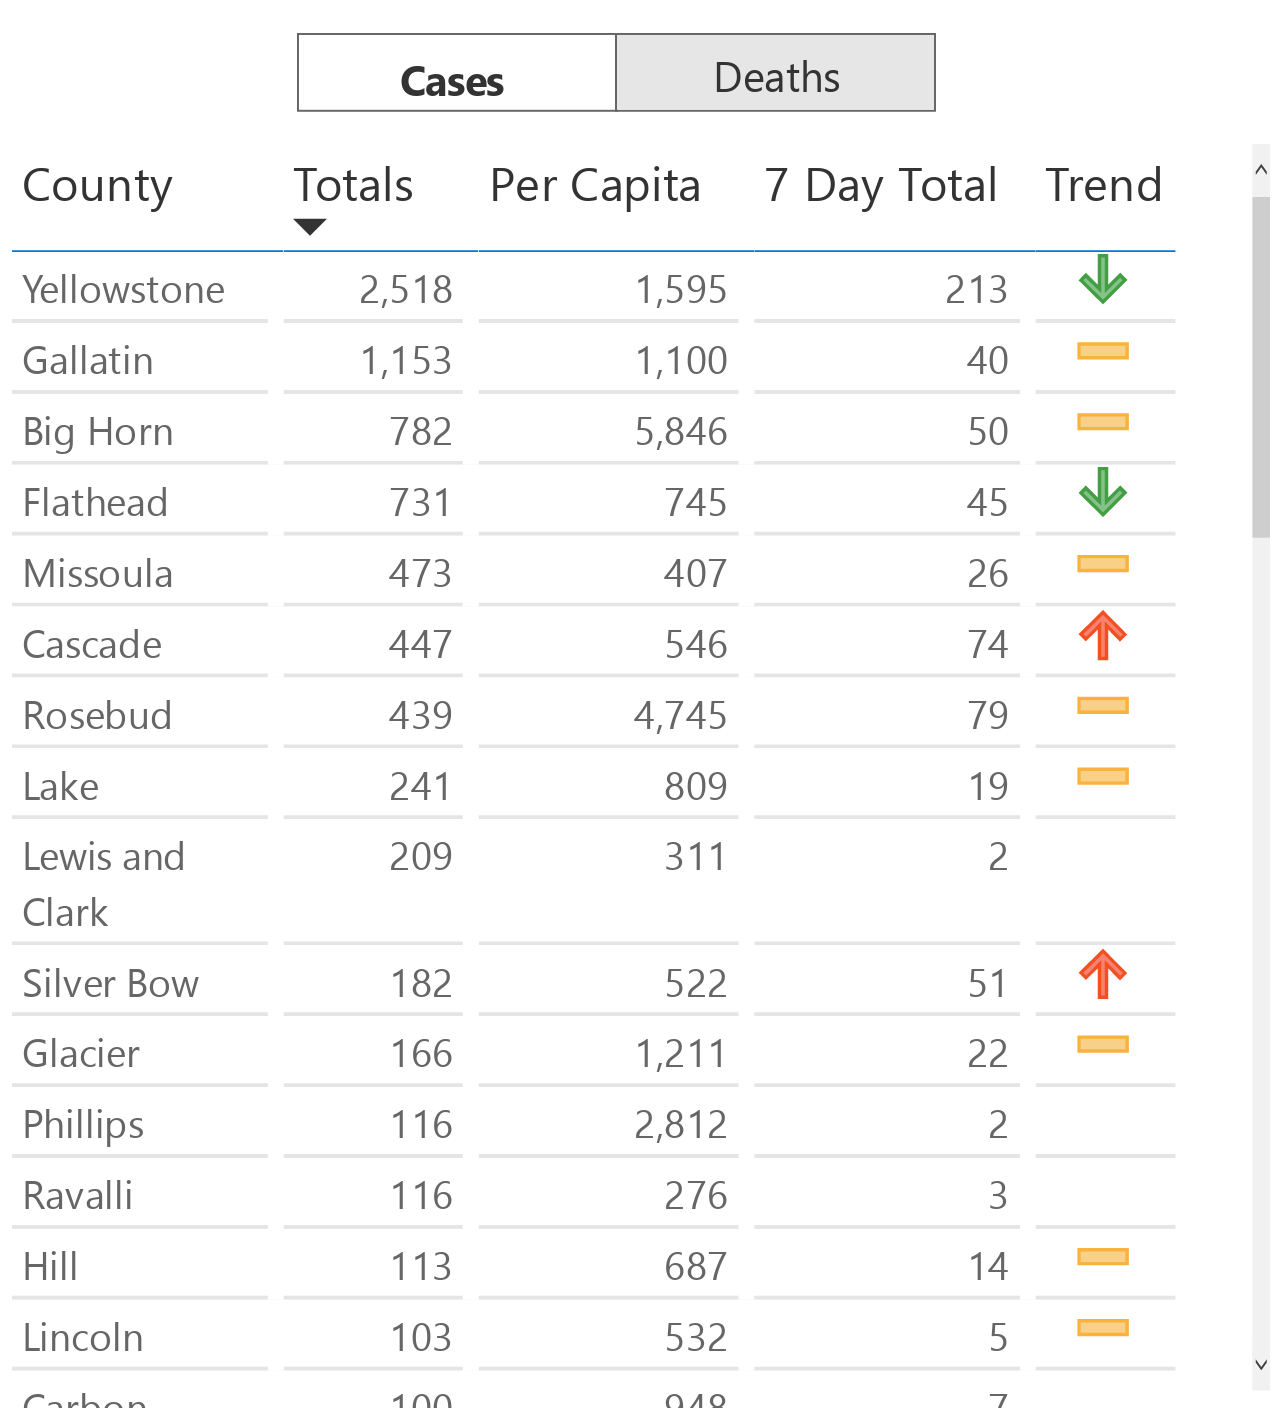 Cases Deaths
County Totals Per Capita 7 Day Total Trend
Yellowstone 2,518 1,595 213
Gallatin 1,153 1,100 40
Big Horn 782 5,846 50
Flathead 731 745 45
Missoula 473 407 26
Cascade 447 546 74
Rosebud 439 4,745 79
Lake 241 809 19
Lewis and 209 311 2
Clark
Silver Bow 182 522 51
Glacier 166 1,211 22
Phillips 116 2,812 2
Ravalli 116 276 3
Hill 113 687 14
Lincoln 103 532 5
Carbon 100 948 7